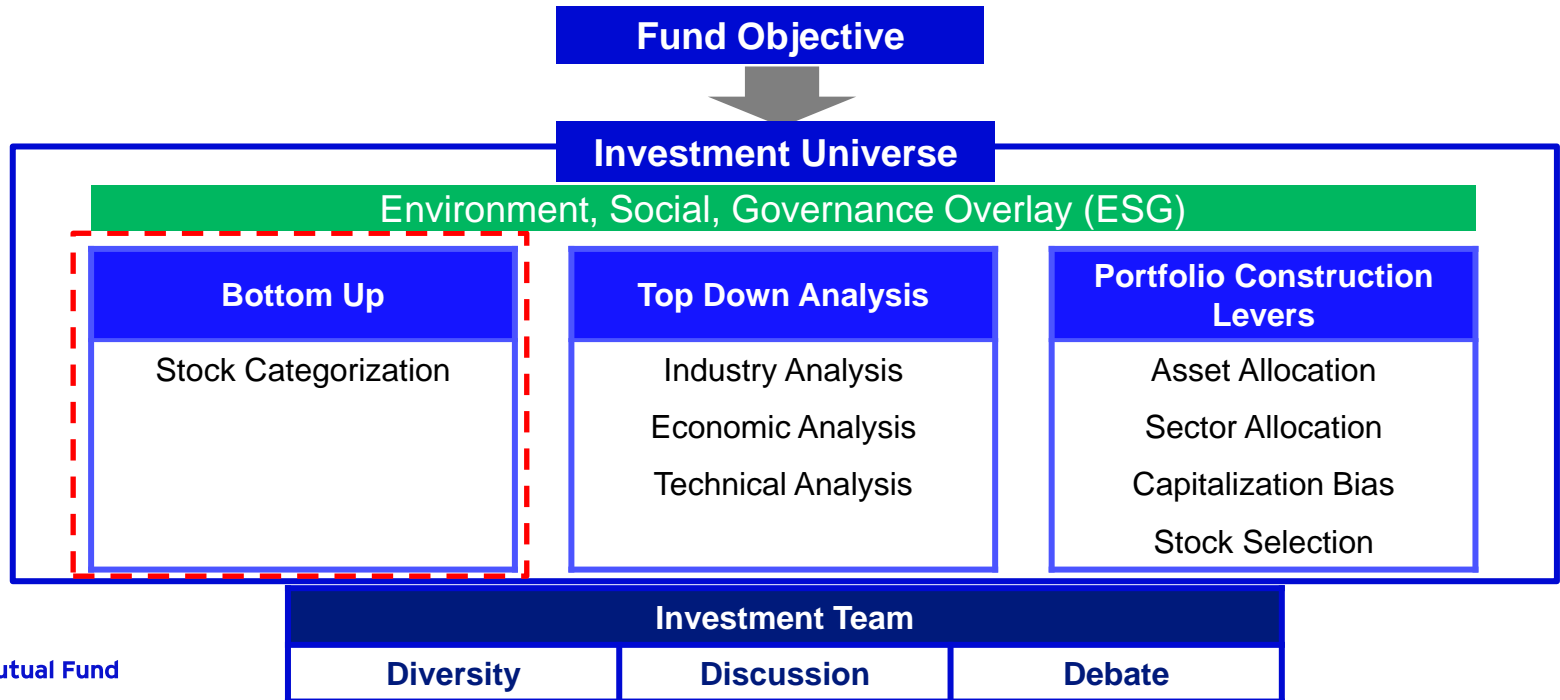 Fund Objective
Investment Universe
Environment, Social, Governance Overlay (ESG)
Bottom Up
Stock Categorization
Top Down Analysis
Industry Analysis
Economic Analysis
Technical Analysis
Portfolio Construction
Levers
Asset Allocation
Sector Allocation
Capitalization Bias
Stock Selection
Investment Team
Diversity
Discussion
Debate
Fund